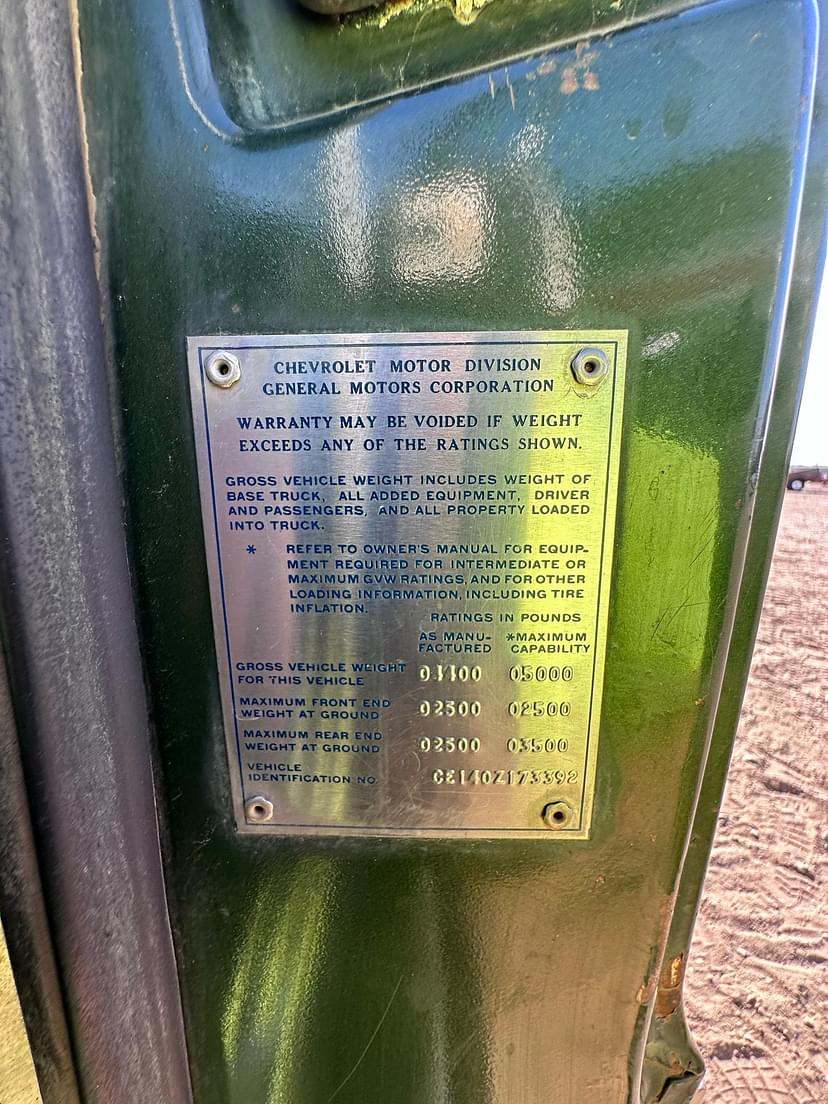 CHEVROLET MOTOR DIVISION
GENERAL MOTORS CORPORATION
WARRANTY MAY BE VOIDED IF WEIGHT
EXCEEDS ANY OF THE RATINGS SHOWN.
GROSS VEHICLE WEIGHT INCLUDES WEIGHT OF
BASE TRUCK, ALL ADDED EQUIPMENT, DRIVER
AND PASSENGERS, AND ALL PROPERTY LOADED
INTO TRUCK.
* REFER TO OWNER'S MANUAL FOR EQUIP-
MENT REQUIRED FOR INTERMEDIATE OR
MAXIMUM GVW RATINGS, AND FOR OTHER
LOADING INFORMATION, INCLUDING TIRE
INFLATION.
RATINGS IN POUNDS
AS MANU- *MAXIMUM
FACTURED CAPABILITY
GROSS VEHICLE WEIGHT
FOR THIS VEHICLE 04400 05000
MAXIMUM FRONT END
WEIGHT AT GROUND 02500 02500
MAXIMUM REAR END
WEIGHT AT GROUND 02500 03500
VEHICLE
IDENTIFICATION NO. CE140Z173392